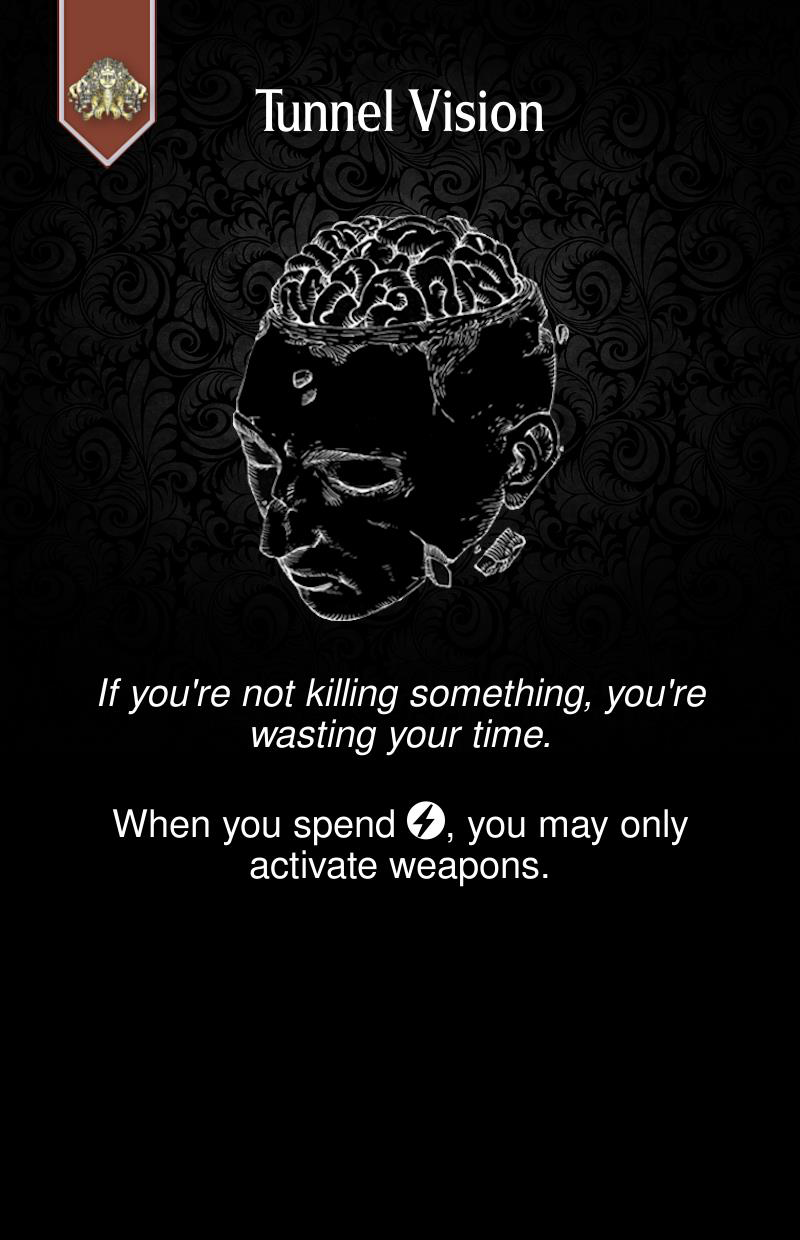 Tunnel Vision
If you're not killing something, you're
wasting your time.
When you spend , you may only
activate weapons.